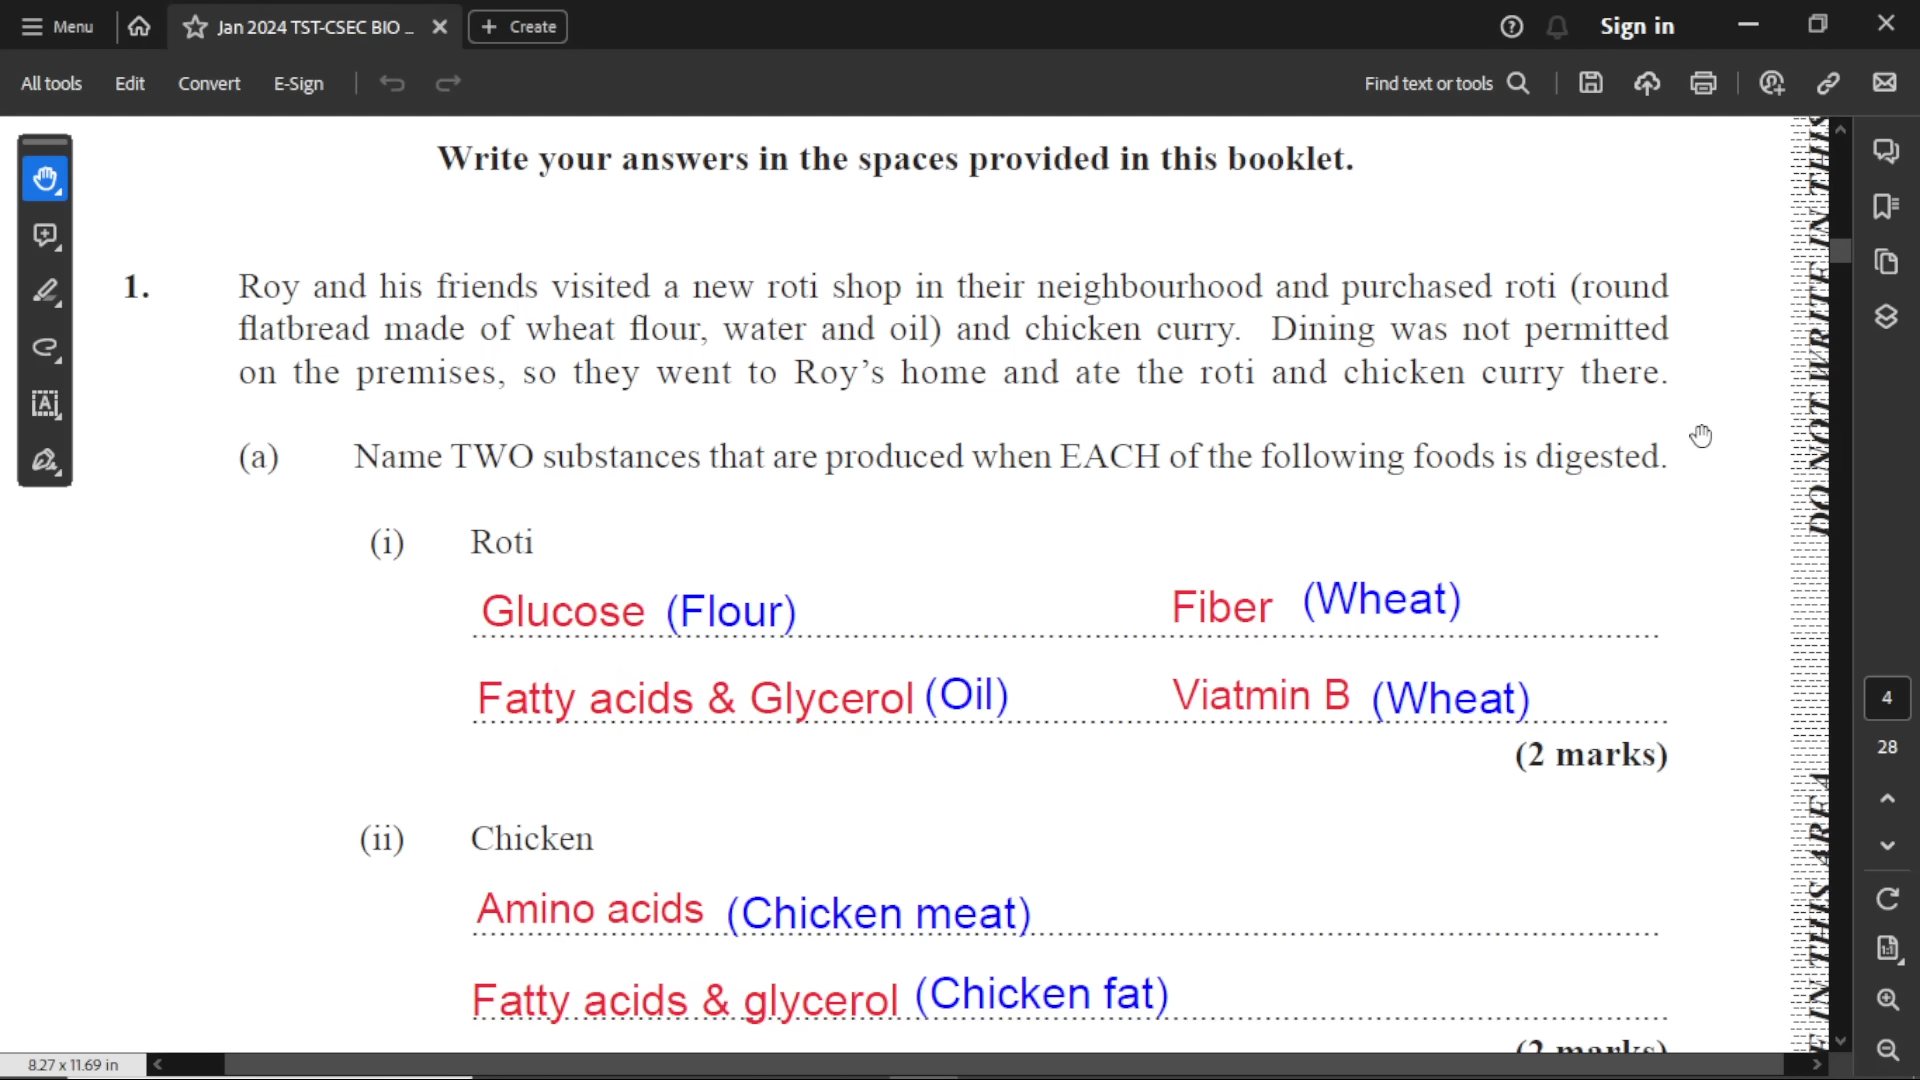 Menu
Jan 2024 TST-CSEC BIO _
Create
Sign in
All tools
Edit
Convert
E-Sign
Find text or tools
Write your answers in the spaces provided in this booklet.
1. Roy and his friends visited a new roti shop in their neighbourhood and purchased roti (round
flatbread made of wheat flour, water and oil) and chicken curry. Dining was not permitted
on the premises, so they went to Roy's home and ate the roti and chicken curry there.
(a) Name TWO substances that are produced when EACH of the following foods is digested.
(i) Roti
Glucose (Flour) Fiber (Wheat)
Fatty acids & Glycerol (Oil) Viatmin B (Wheat)
(2 marks)
(ii) Chicken
Amino acids (Chicken meat)
Fatty acids & glycerol (Chicken fat)
(2 marks)
DO NOT WRITE IN THIS
IN THIS AREA
4
28
8.27 x 11.69 in